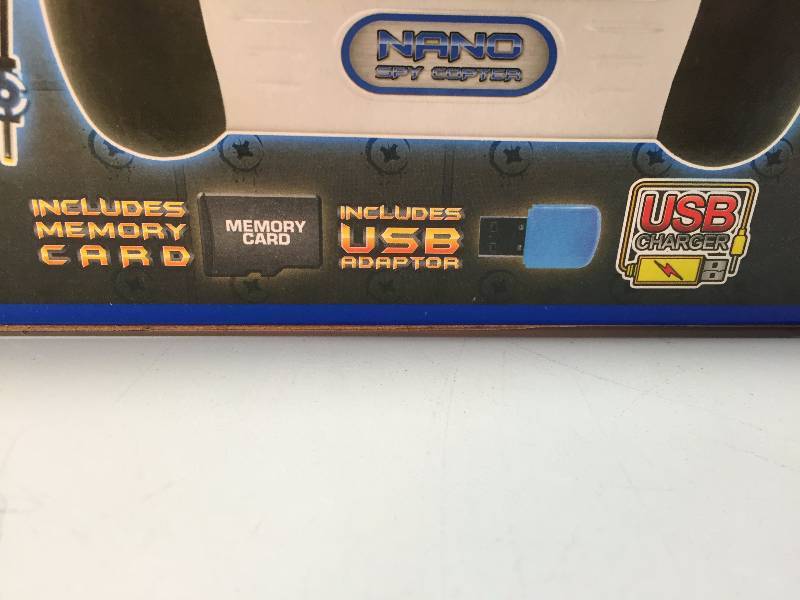 NANO
SPY COPTER
INCLUDES
MEMORY
CARD
MEMORY
CARD
INCLUDES
USB
ADAPTOR
USB
CHARGER